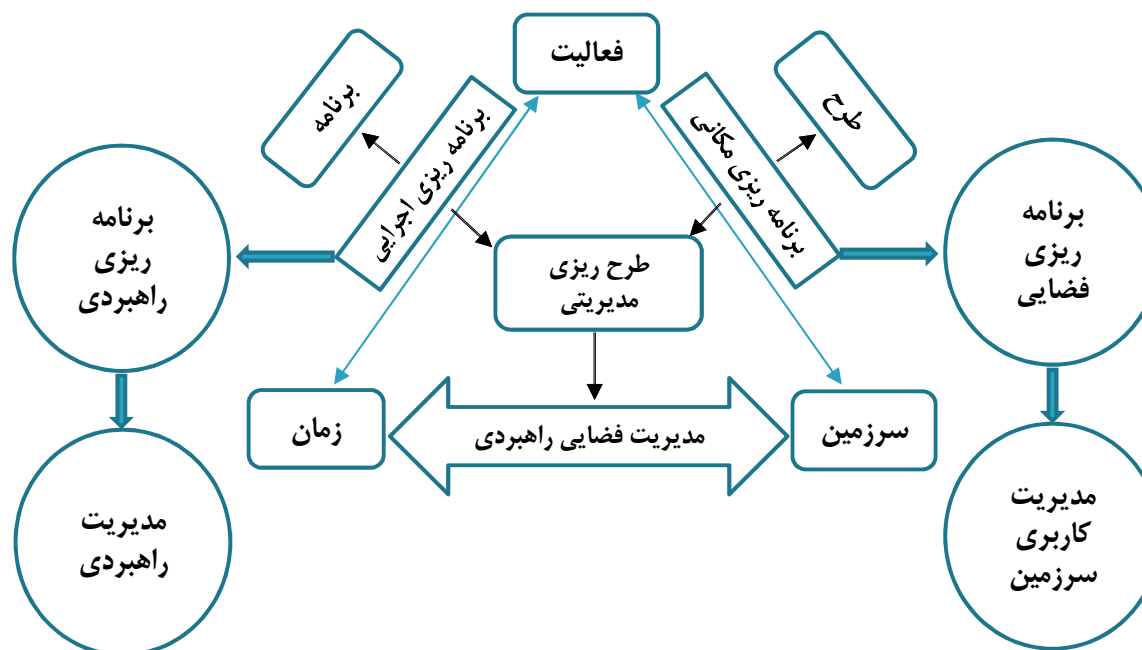 فعالیت
طرح
برنامه
برنامه ریزی مکانی
برنامه ریزی اجرایی
برنامه
ریزی
فضایی
طرح ریزی
مدیریتی
برنامه
ریزی
راهبردی
سرزمین
مدیریت فضایی راهبردی
زمان
مدیریت
کاربری
سرزمین
مدیریت
راهبردی